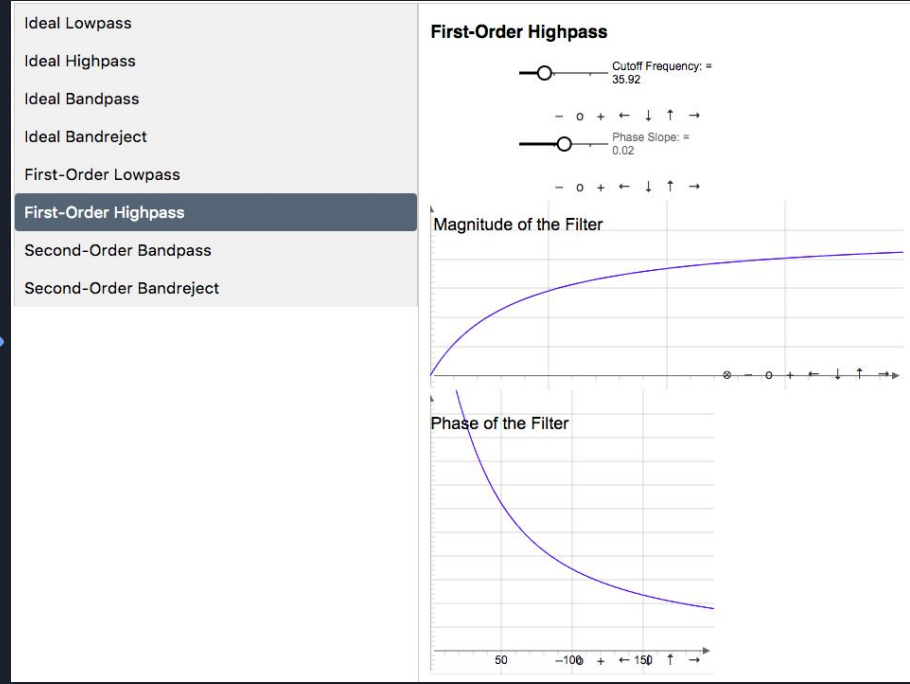 Ideal Lowpass
Ideal Highpass
Ideal Bandpass
Ideal Bandreject
First-Order Lowpass
First-Order Highpass
Second-Order Bandpass
Second-Order Bandreject
First-Order Highpass
Cutoff Frequency: =
35.92
− o + ← ↓ ↑ →
Phase Slope: =
0.02
− o + ← ↓ ↑ →
Magnitude of the Filter
⊗ − o + ← ↓ ↑ →
Phase of the Filter
50 100 150
− o + ← ↓ ↑ →